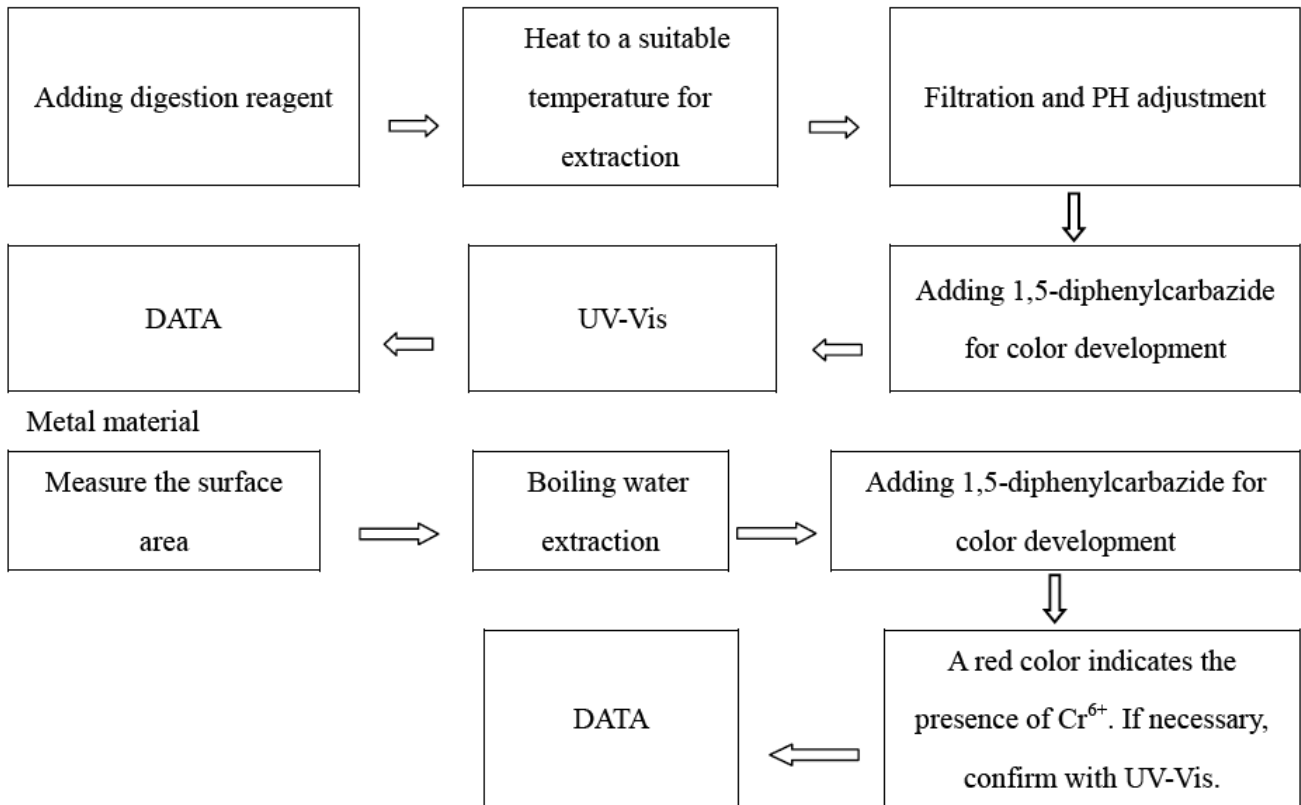 Adding digestion reagent
Heat to a suitable
temperature for
extraction
Filtration and PH adjustment
Adding 1,5-diphenylcarbazide
for color development
UV-Vis
DATA
Metal material
Measure the surface
area
Boiling water
extraction
Adding 1,5-diphenylcarbazide for
color development
A red color indicates the
presence of Cr⁶⁺. If necessary,
confirm with UV-Vis.
DATA